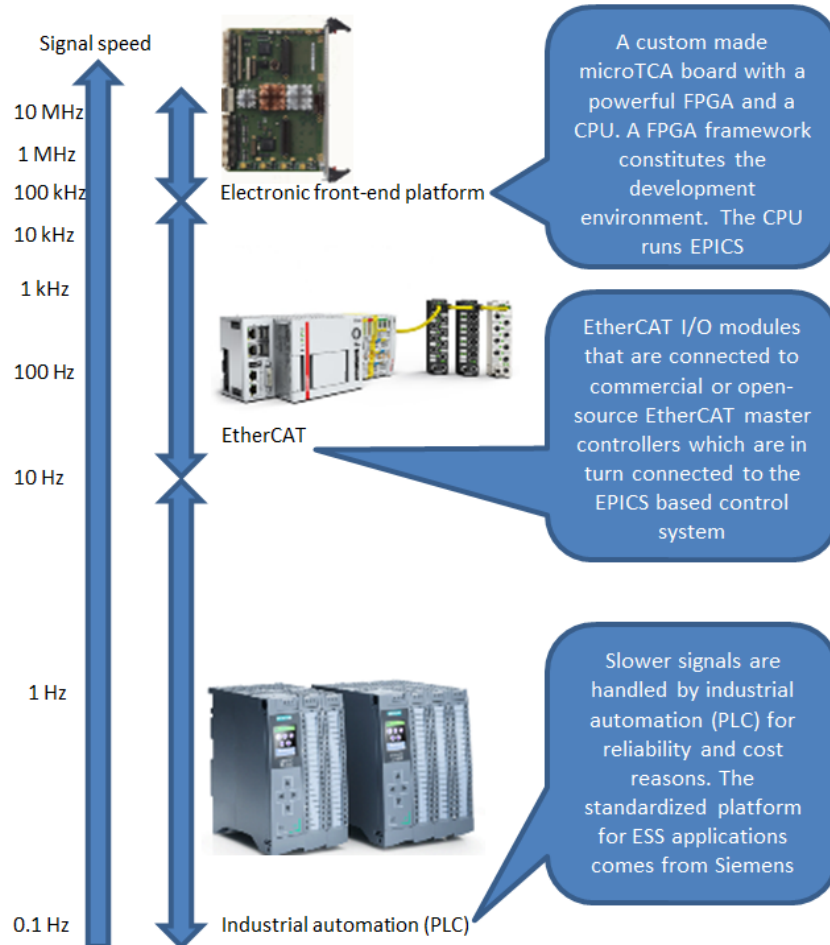 Signal speed
10 MHz
1 MHz
100 kHz
10 kHz
1 kHz
100 Hz
10 Hz
1 Hz
0.1 Hz
Electronic front-end platform
A custom made
microTCA board with a
powerful FPGA and a
CPU. A FPGA framework
constitutes the
development
environment. The CPU
runs EPICS
EtherCAT
EtherCAT I/O modules
that are connected to
commercial or open-
source EtherCAT master
controllers which are in
turn connected to the
EPICS based control
system
Industrial automation (PLC)
Slower signals are
handled by industrial
automation (PLC) for
reliability and cost
reasons. The
standardized platform
for ESS applications
comes from Siemens